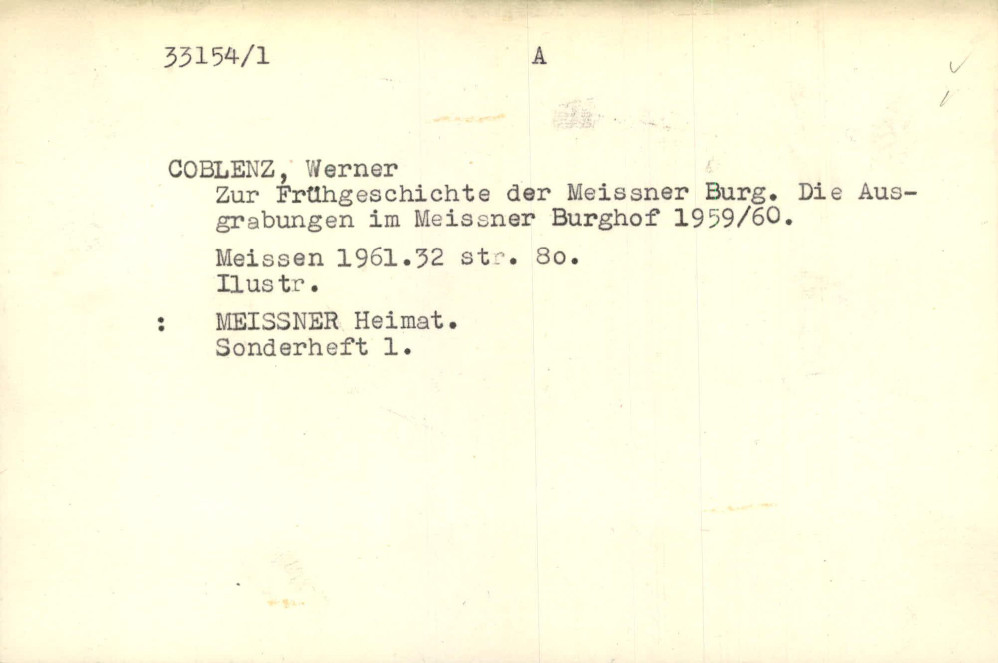 33154/1 A
COBLENZ, Werner
Zur Frühgeschichte der Meissner Burg. Die Aus-
grabungen im Meissner Burghof 1959/60.
Meissen 1961.32 str. 8o.
Ilustr.
: MEISSNER Heimat.
Sonderheft 1.